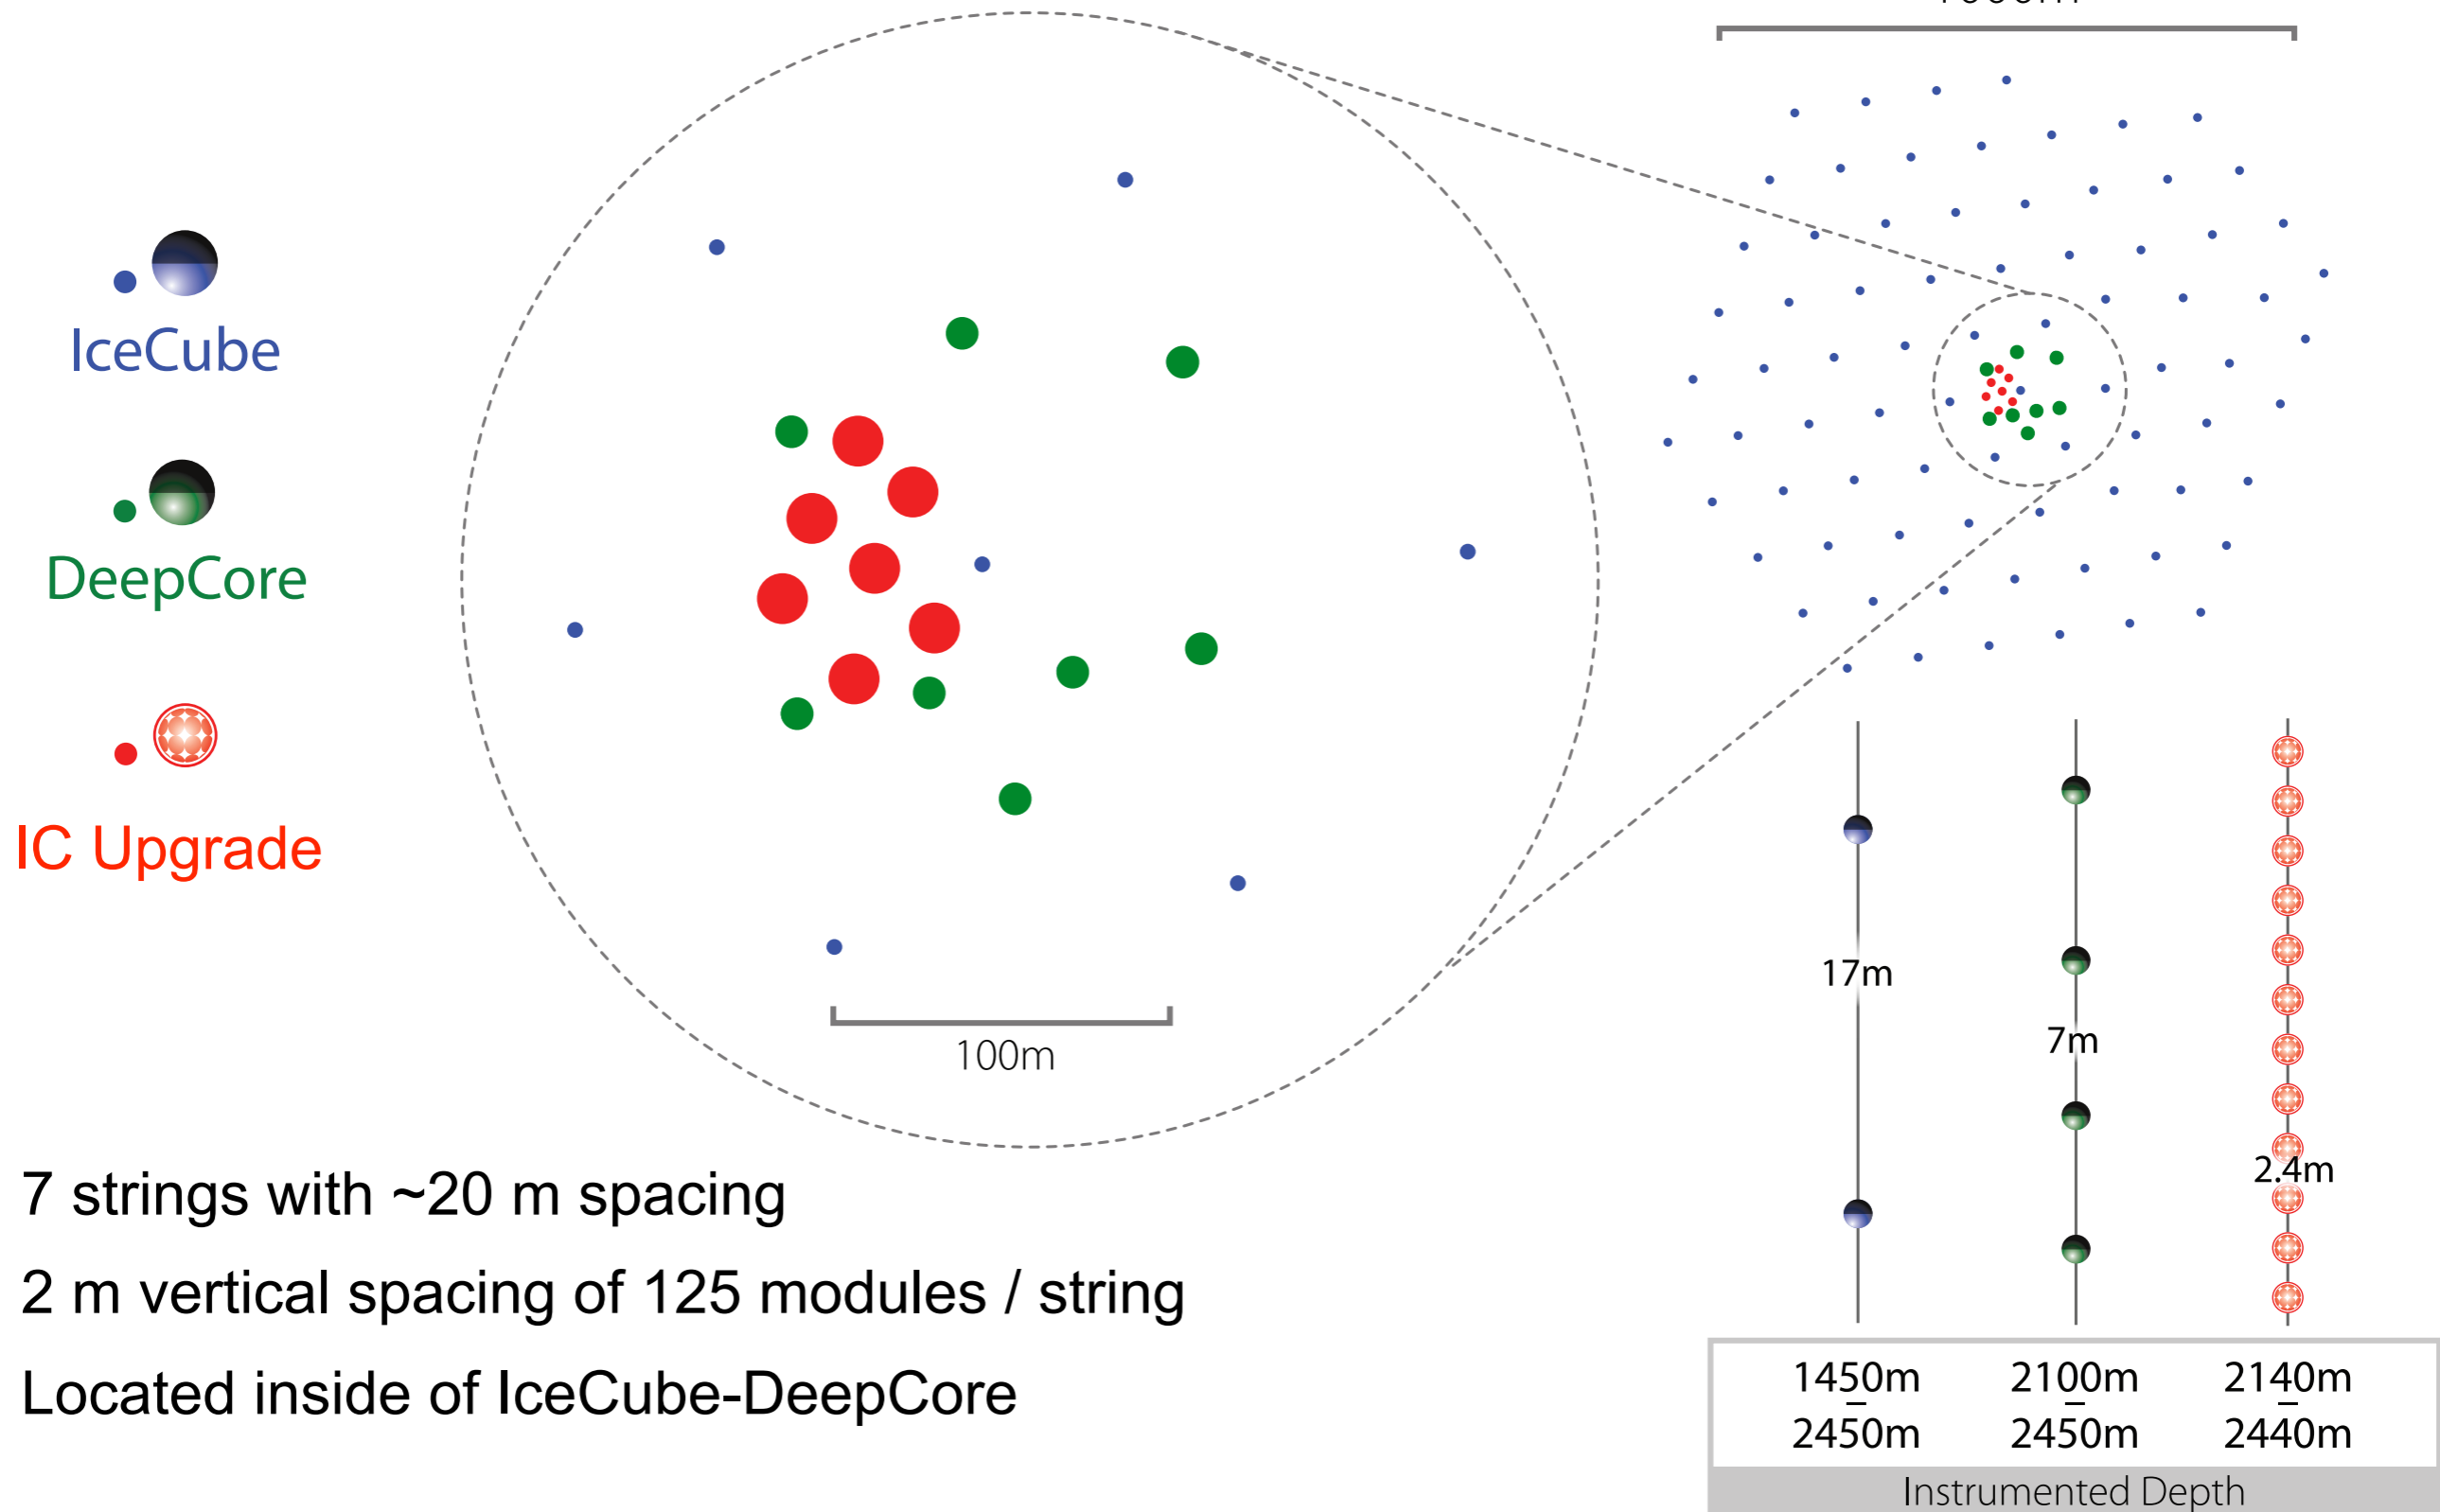 IceCube
DeepCore
IC Upgrade
100m
17m
7m
2.4m
7 strings with ~20 m spacing
2 m vertical spacing of 125 modules / string
Located inside of IceCube-DeepCore
1450m – 2450m
2100m – 2450m
2140m – 2440m
Instrumented Depth